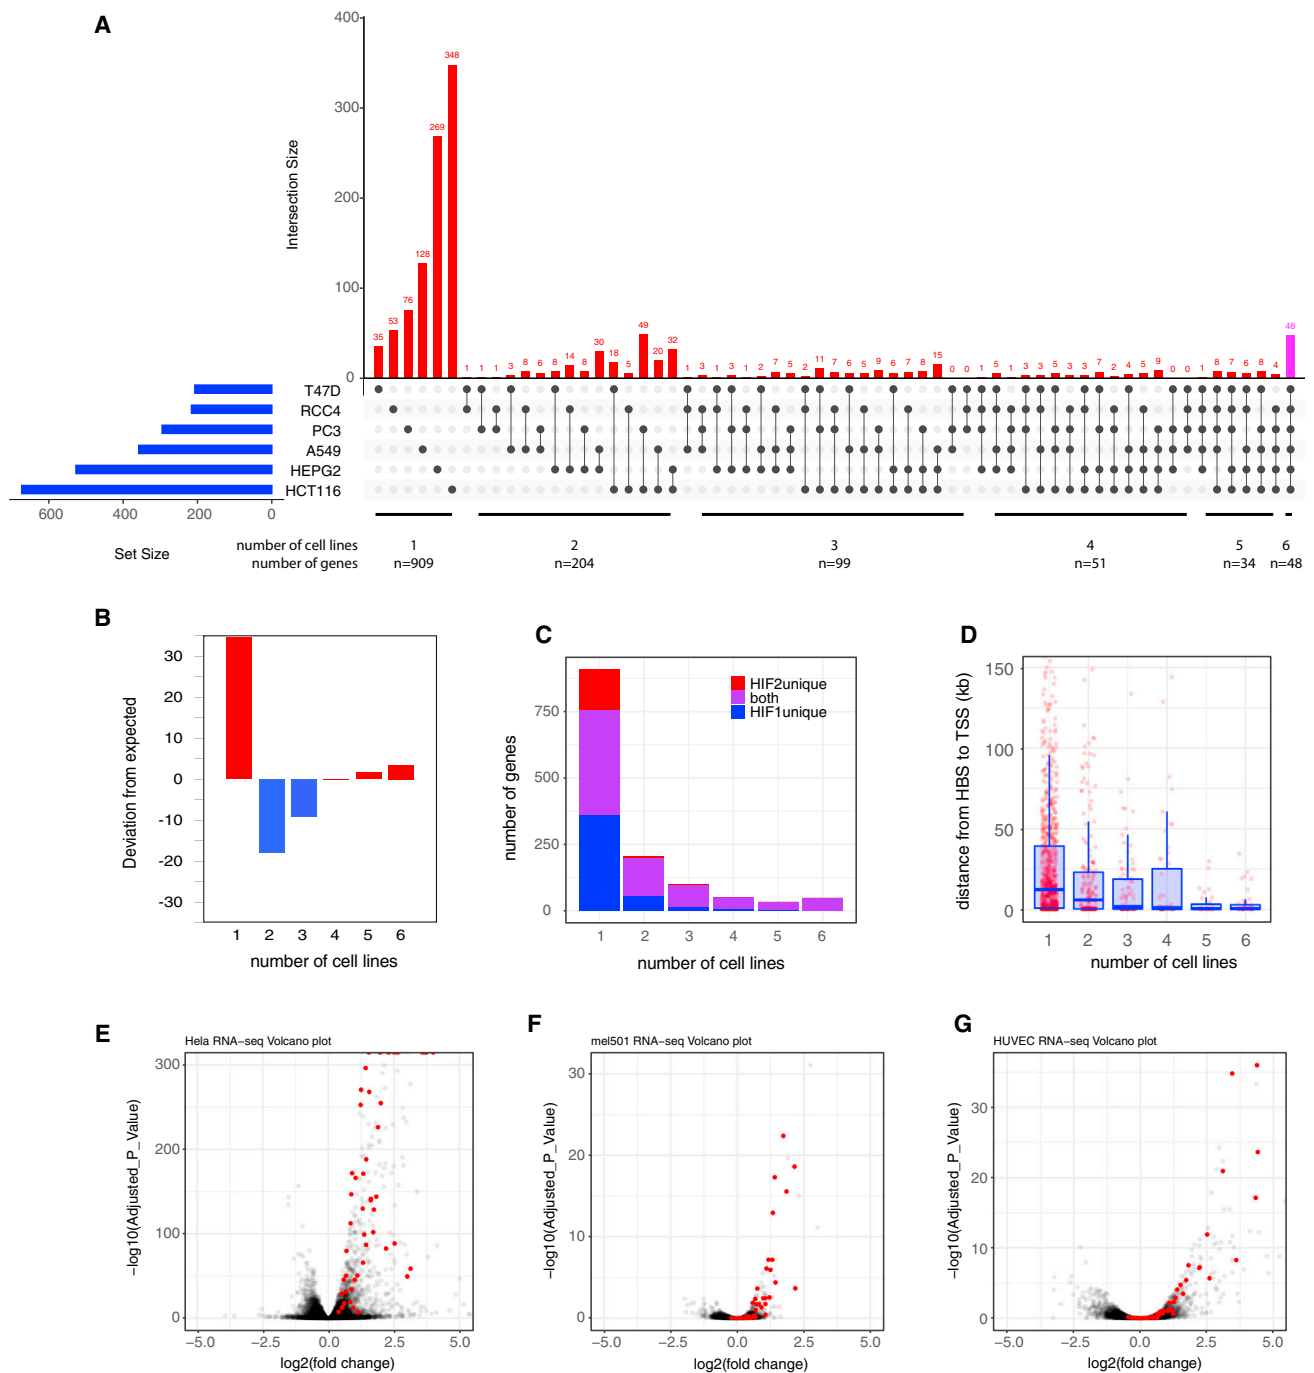 A
400
300
200
100
0
Intersection Size
35 53 76 128 269 348 1 1 1 3 8 6 8 14 8 30 18 5 49 20 32 1 3 1 3 1 2 7 5 2 11 7 6 5 9 6 7 8 15 0 0 1 5 1 3 3 5 3 3 7 2 4 5 9 0 0 1 8 7 6 8 4 48
T47D
RCC4
PC3
A549
HEPG2
HCT116
600 400 200 0
Set Size
number of cell lines 1 2 3 4 5 6
number of genes n=909 n=204 n=99 n=51 n=34 n=48
B
Deviation from expected
30
20
10
0
-10
-20
-30
1 2 3 4 5 6
number of cell lines
C
number of genes
750
500
250
0
HIF2unique
both
HIF1unique
1 2 3 4 5 6
number of cell lines
D
distance from HBS to TSS (kb)
150
100
50
0
1 2 3 4 5 6
number of cell lines
E
Hela RNA−seq Volcano plot
−log10(Adjusted_P_Value)
300
200
100
0
−5.0 −2.5 0.0 2.5 5.0
log2(fold change)
F
mel501 RNA−seq Volcano plot
−log10(Adjusted_P_Value)
30
20
10
0
−5.0 −2.5 0.0 2.5 5.0
log2(fold change)
G
HUVEC RNA−seq Volcano plot
−log10(Adjusted_P_Value)
30
20
10
0
−5.0 −2.5 0.0 2.5 5.0
log2(fold change)